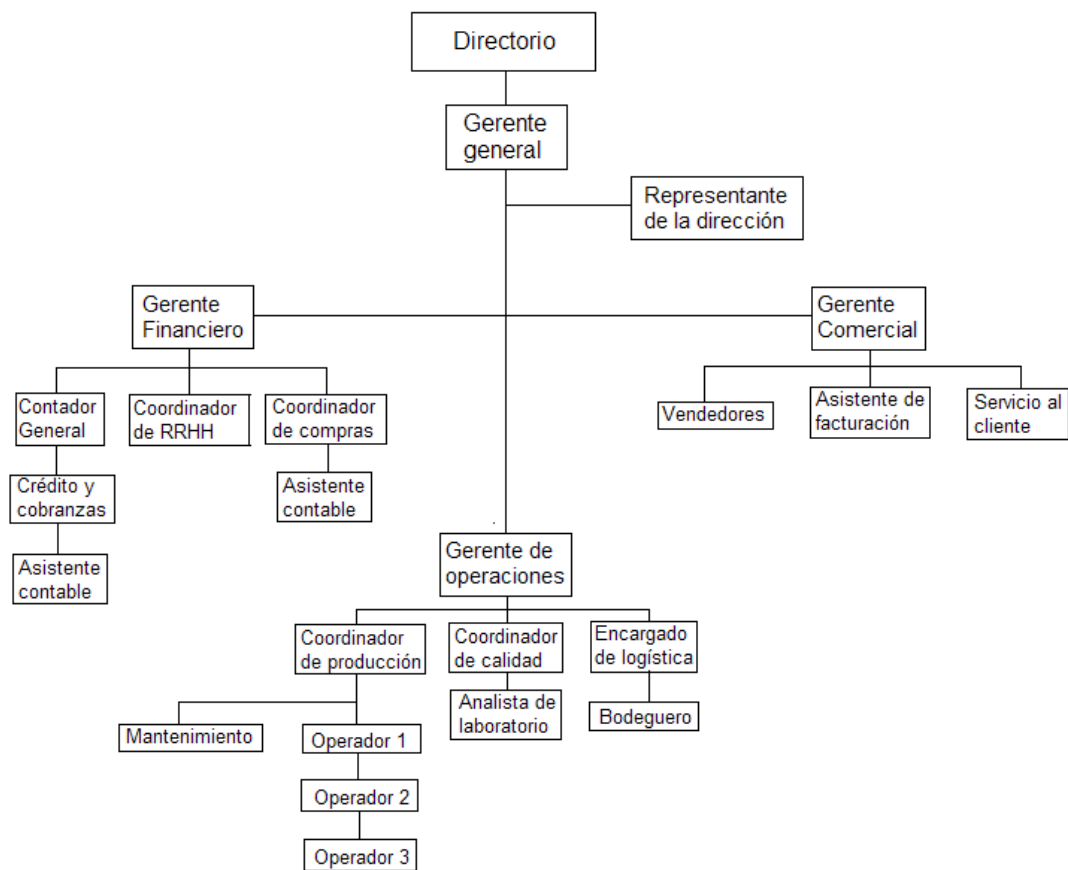 Directorio
Gerente
general
Representante
de la dirección
Gerente
Financiero
Gerente
Comercial
Contador
General
Coordinador
de RRHH
Coordinador
de compras
Vendedores
Asistente de
facturación
Servicio al
cliente
Crédito y
cobranzas
Asistente
contable
Asistente
contable
Gerente de
operaciones
Coordinador
de producción
Coordinador
de calidad
Encargado
de logística
Mantenimiento
Operador 1
Analista de
laboratorio
Bodeguero
Operador 2
Operador 3